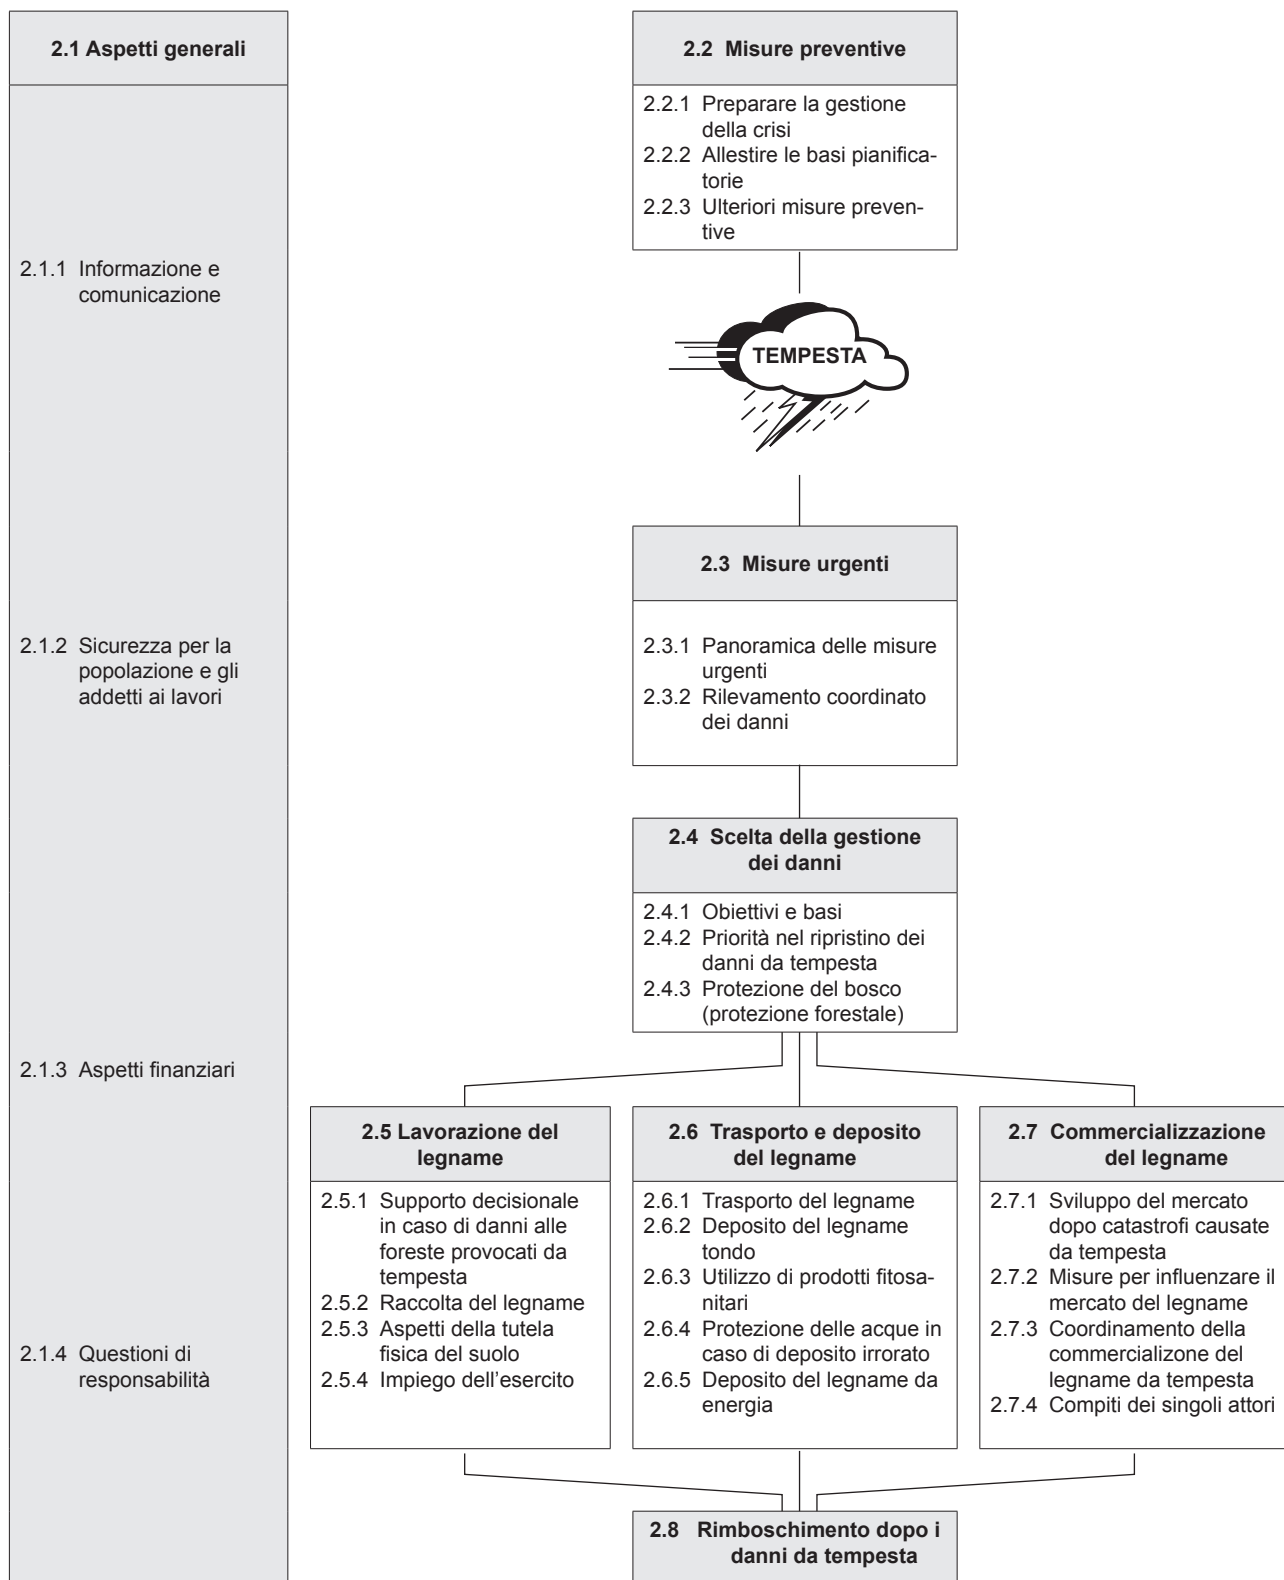 2.1 Aspetti generali
2.1.1 Informazione e
comunicazione
2.1.2 Sicurezza per la
popolazione e gli
addetti ai lavori
2.1.3 Aspetti finanziari
2.1.4 Questioni di
responsabilità
2.2 Misure preventive
2.2.1 Preparare la gestione
della crisi
2.2.2 Allestire le basi pianifica-
torie
2.2.3 Ulteriori misure preven-
tive
TEMPESTA
2.3 Misure urgenti
2.3.1 Panoramica delle misure
urgenti
2.3.2 Rilevamento coordinato
dei danni
2.4 Scelta della gestione
dei danni
2.4.1 Obiettivi e basi
2.4.2 Priorità nel ripristino dei
danni da tempesta
2.4.3 Protezione del bosco
(protezione forestale)
2.5 Lavorazione del
legname
2.5.1 Supporto decisionale
in caso di danni alle
foreste provocati da
tempesta
2.5.2 Raccolta del legname
2.5.3 Aspetti della tutela
fisica del suolo
2.5.4 Impiego dell'esercito
2.6 Trasporto e deposito
del legname
2.6.1 Trasporto del legname
2.6.2 Deposito del legname
tondo
2.6.3 Utilizzo di prodotti fitosa-
nitari
2.6.4 Protezione delle acque in
caso di deposito irrorato
2.6.5 Deposito del legname da
energia
2.7 Commercializzazione
del legname
2.7.1 Sviluppo del mercato
dopo catastrofi causate
da tempesta
2.7.2 Misure per influenzare il
mercato del legname
2.7.3 Coordinamento della
commercializone del
legname da tempesta
2.7.4 Compiti dei singoli attori
2.8 Rimboschimento dopo i
danni da tempesta